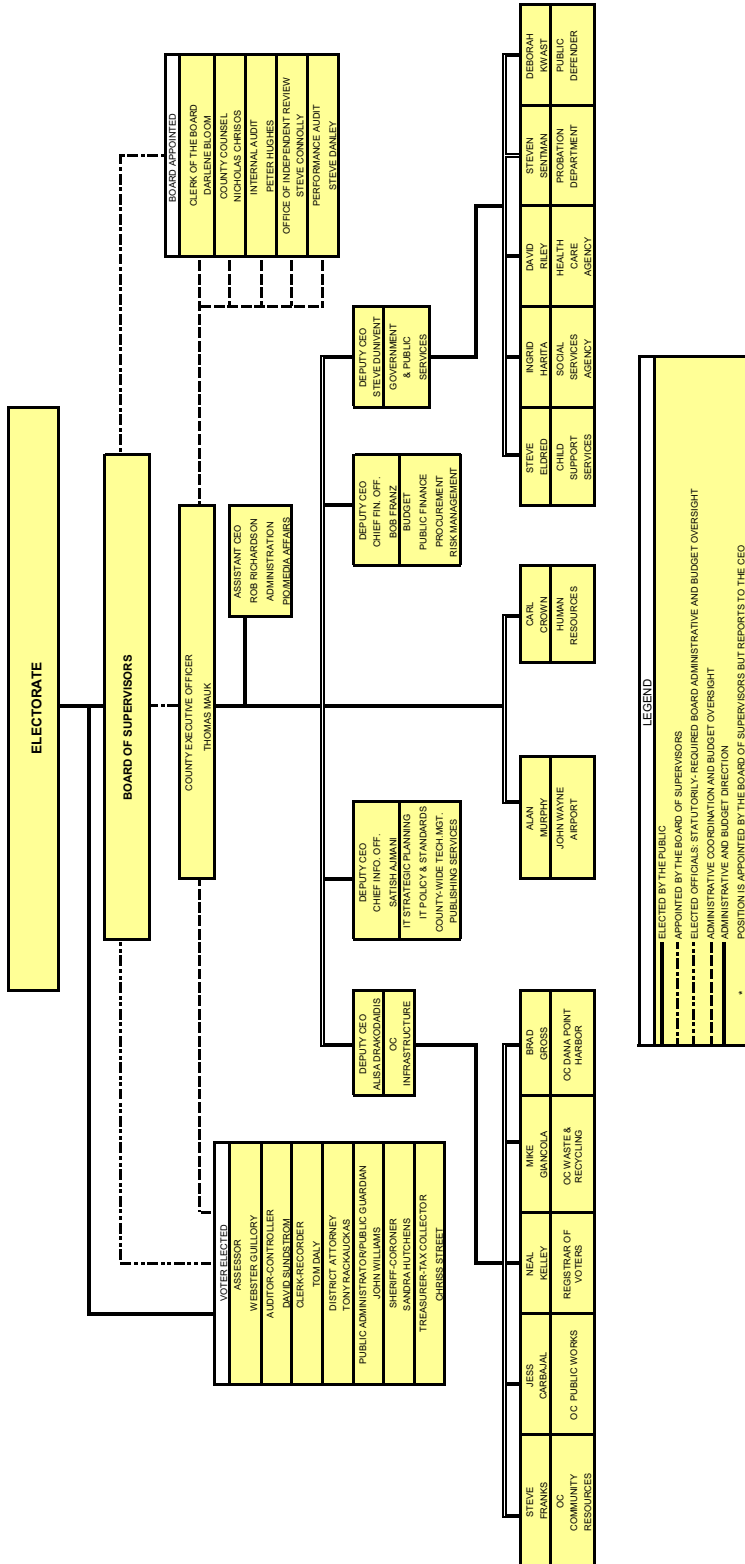 ELECTORATE
BOARD OF SUPERVISORS
COUNTY EXECUTIVE OFFICER
THOMAS MAUK
BOARD APPOINTED
CLERK OF THE BOARD
DARLENE BLOOM
COUNTY COUNSEL
NICHOLAS CHRISOS
INTERNAL AUDIT
PETER HUGHES
OFFICE OF INDEPENDENT REVIEW
STEVE CONNOLLY
PERFORMANCE AUDIT
STEVE DANLEY
VOTER ELECTED
ASSESSOR
WEBSTER GUILLORY
AUDITOR-CONTROLLER
DAVID SUNDSTROM
CLERK-RECORDER
TOM DALY
DISTRICT ATTORNEY
TONY RACKAUCKAS
PUBLIC ADMINISTRATOR/PUBLIC GUARDIAN
JOHN WILLIAMS
SHERIFF-CORONER
SANDRA HUTCHENS
TREASURER-TAX COLLECTOR
CHRISS STREET
ASSISTANT CEO
ROB RICHARDSON
ADMINISTRATION
PIO/MEDIA AFFAIRS
DEPUTY CEO
ALISA DRAKODAIDIS
OC
INFRASTRUCTURE
DEPUTY CEO
CHIEF INFO. OFF.
SATISH AJMANI
IT STRATEGIC PLANNING
IT POLICY & STANDARDS
COUNTY-WIDE TECH.MGT.
PUBLISHING SERVICES
DEPUTY CEO
CHIEF FIN. OFF.
BOB FRANZ
BUDGET
PUBLIC FINANCE
PROCUREMENT
RISK MANAGEMENT
DEPUTY CEO
STEVE DUNIVENT
GOVERNMENT
& PUBLIC
SERVICES
STEVE
FRANKS
OC
COMMUNITY
RESOURCES
JESS
CARBAJAL
OC PUBLIC WORKS
NEAL
KELLEY
REGISTRAR OF
VOTERS
MIKE
GIANCOLA
OC WASTE &
RECYCLING
BRAD
GROSS
OC DANA POINT
HARBOR
ALAN
MURPHY
JOHN WAYNE
AIRPORT
CARL
CROWN
HUMAN
RESOURCES
STEVE
ELDRED
CHILD
SUPPORT
SERVICES
INGRID
HARITA
SOCIAL
SERVICES
AGENCY
DAVID
RILEY
HEALTH
CARE
AGENCY
STEVEN
SENTMAN
PROBATION
DEPARTMENT
DEBORAH
KWAST
PUBLIC
DEFENDER
LEGEND
ELECTED BY THE PUBLIC
APPOINTED BY THE BOARD OF SUPERVISORS
ELECTED OFFICIALS: STATUTORILY- REQUIRED BOARD ADMINISTRATIVE AND BUDGET OVERSIGHT
ADMINISTRATIVE COORDINATION AND BUDGET OVERSIGHT
ADMINISTRATIVE AND BUDGET DIRECTION
* POSITION IS APPOINTED BY THE BOARD OF SUPERVISORS BUT REPORTS TO THE CEO